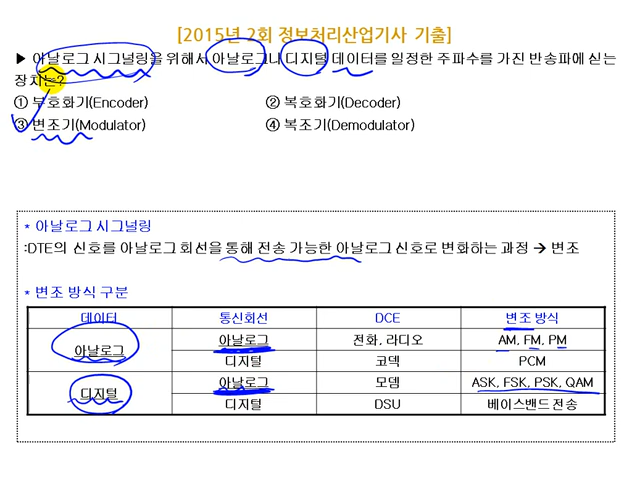 [2015년 2회 정보처리산업기사 기출]
▶ 아날로그 시그널링을 위해서 아날로그나 디지털 데이터를 일정한 주파수를 가진 반송파에 싣는
장치는?
① 부호화기(Encoder) ② 복호화기(Decoder)
③ 변조기(Modulator) ④ 복조기(Demodulator)
* 아날로그 시그널링
:DTE의 신호를 아날로그 회선을 통해 전송 가능한 아날로그 신호로 변화하는 과정 → 변조
* 변조 방식 구분
데이터 통신회선 DCE 변조 방식
아날로그 아날로그 전화, 라디오 AM, FM, PM
디지털 코덱 PCM
디지털 아날로그 모뎀 ASK, FSK, PSK, QAM
디지털 DSU 베이스밴드 전송